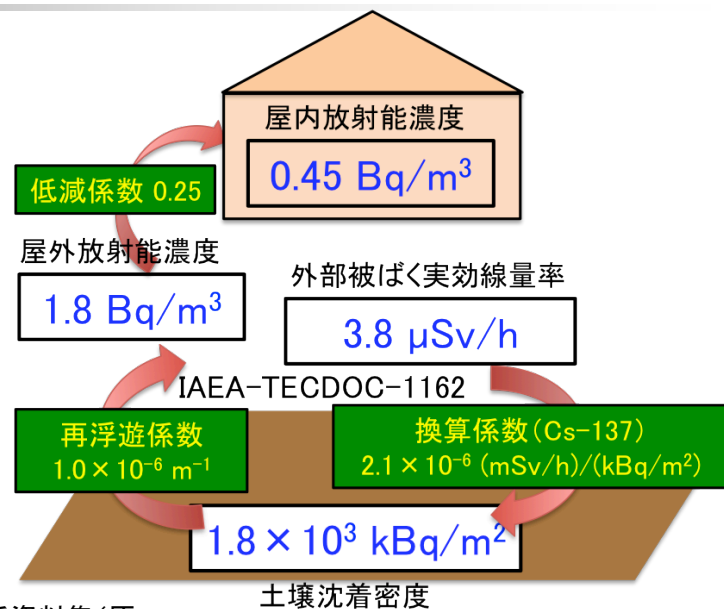 屋内放射能濃度
0.45 Bq/m³
低減係数 0.25
屋外放射能濃度
1.8 Bq/m³
外部被ばく実効線量率
3.8 μSv/h
IAEA-TECDOC-1162
再浮遊係数
1.0×10⁻⁶ m⁻¹
換算係数(Cs-137)
2.1×10⁻⁶ (mSv/h)/(kBq/m²)
1.8×10³ kBq/m²
土壌沈着密度